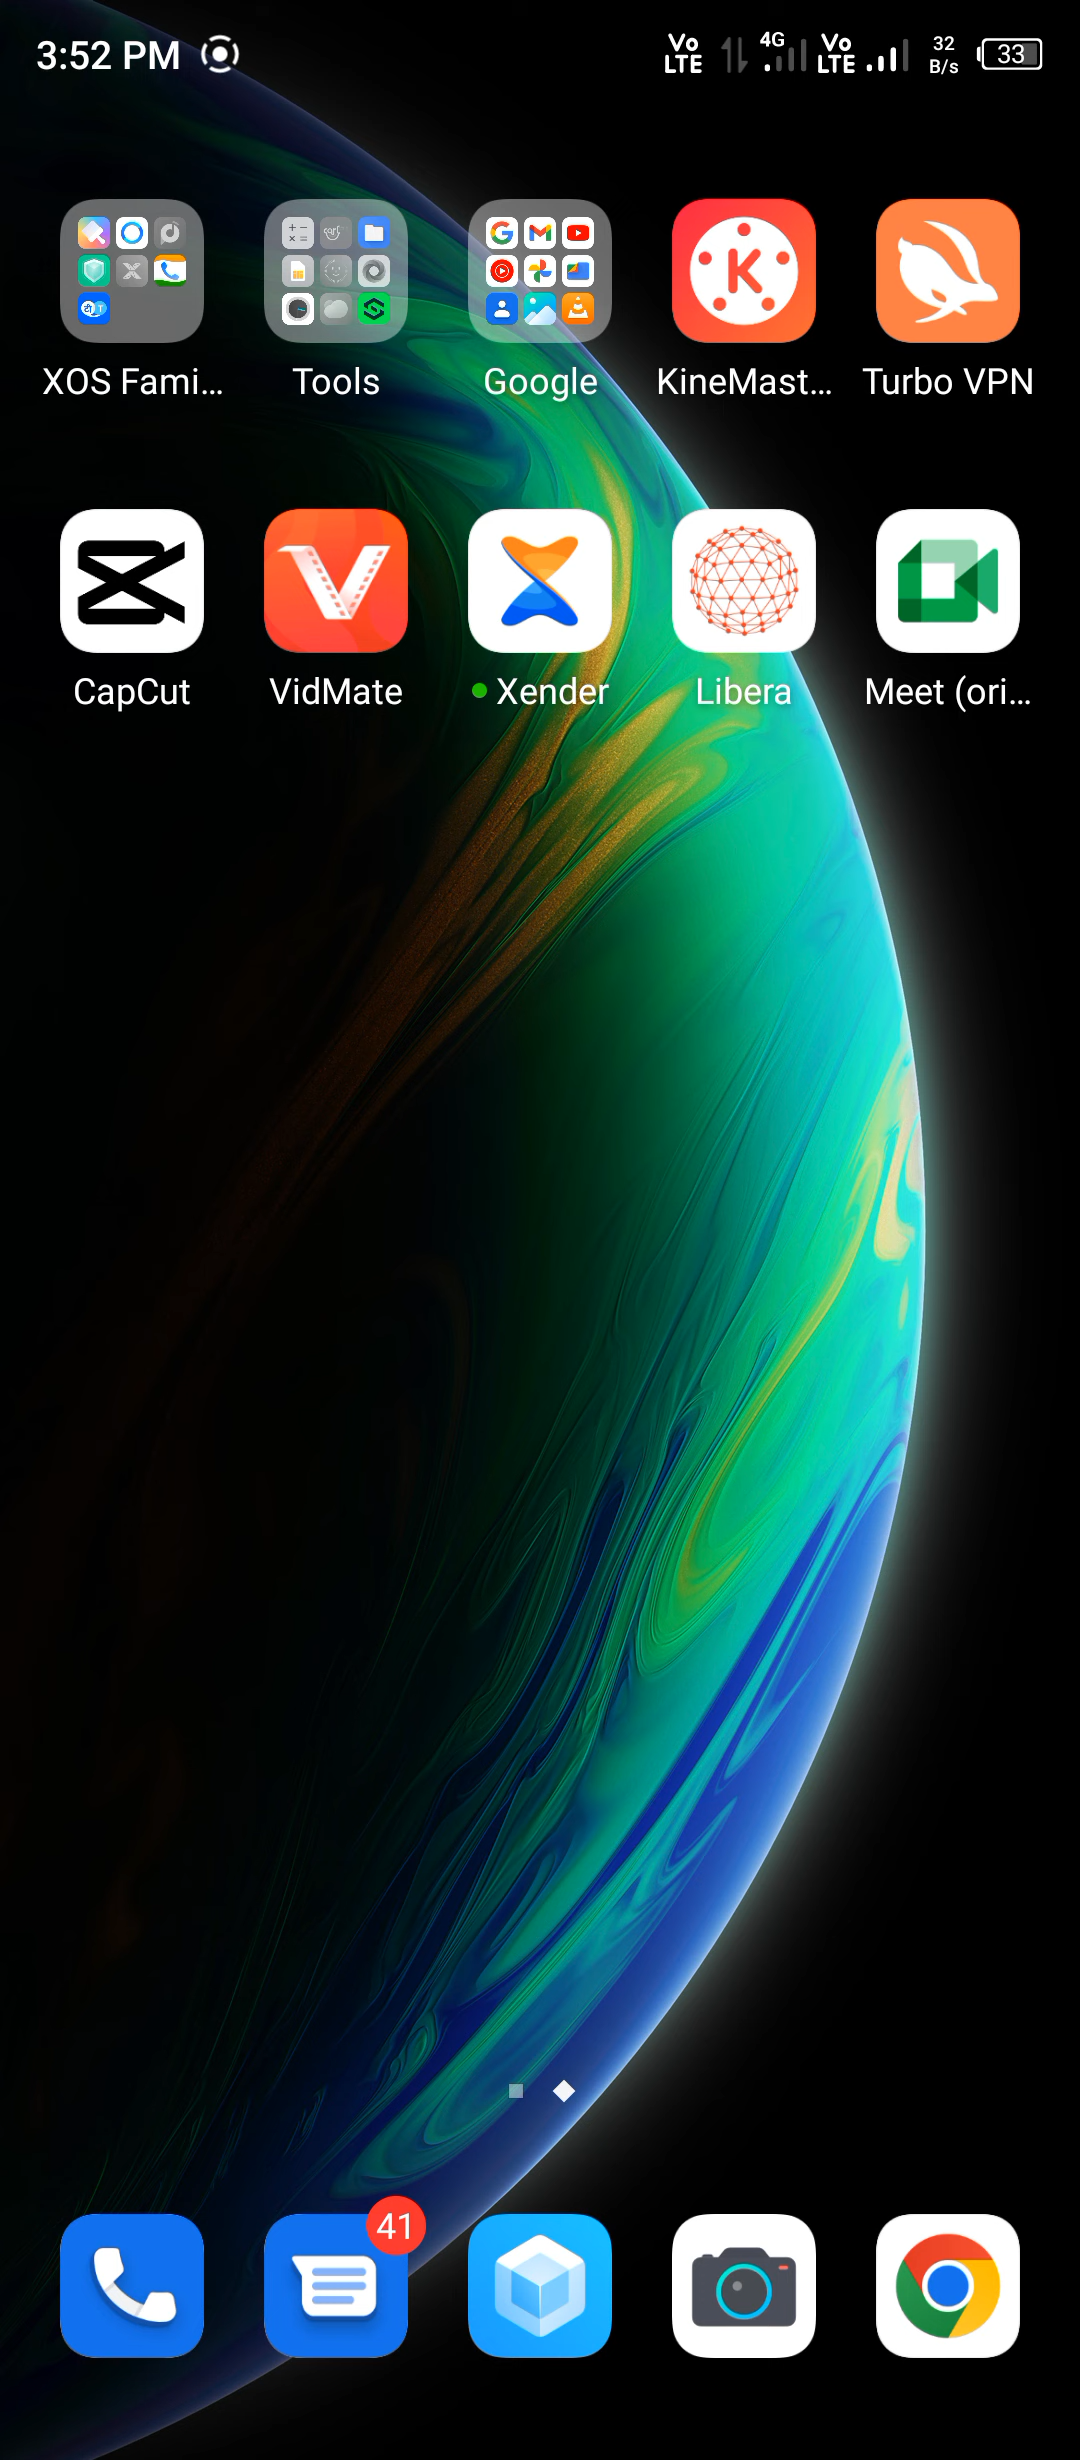 3:52 PM
Vo LTE 4G Vo LTE 32 B/s 33
XOS Fami... Tools Google KineMast... Turbo VPN
CapCut VidMate Xender Libera Meet (ori...
41